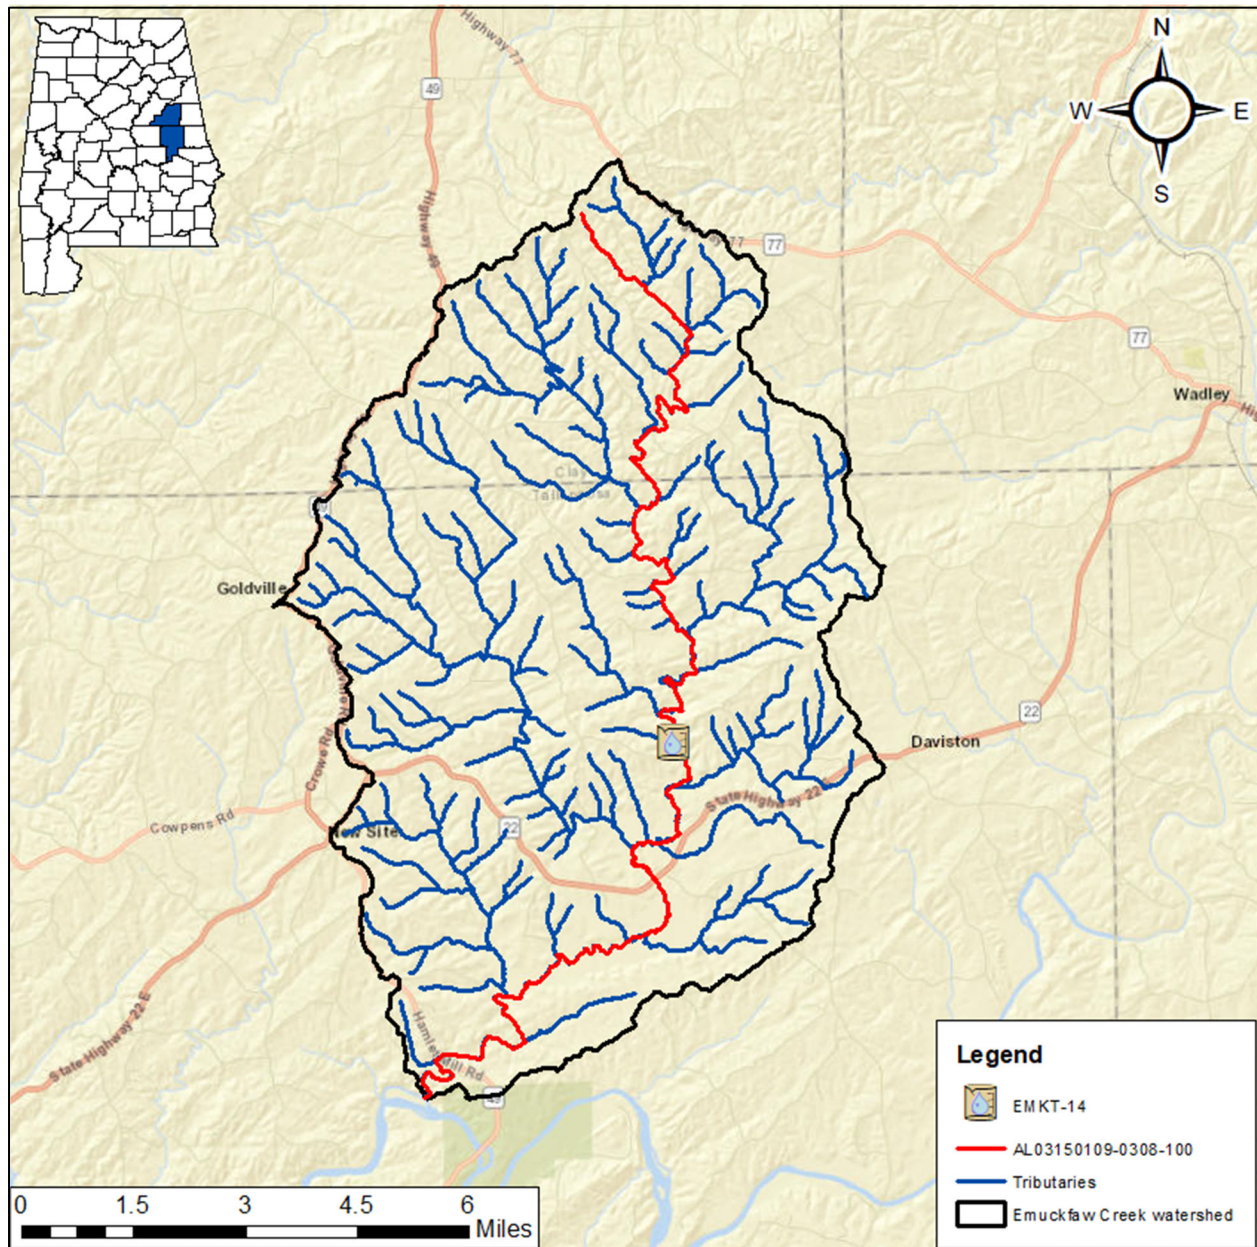 Highway 77
N
49
W
E
S
Highway 49
77
77
Wadley
Clay
Tallapoosa
Goldville
Crowe Rd
22
Daviston
State Highway 22 E
Cowpens Rd
New Site
22
State Highway 22 E
Hamlet Mill Rd
49
Legend
EMKT-14
AL03150109-0308-100
Tributaries
Emuckfaw Creek watershed
0 1.5 3 4.5 6
Miles